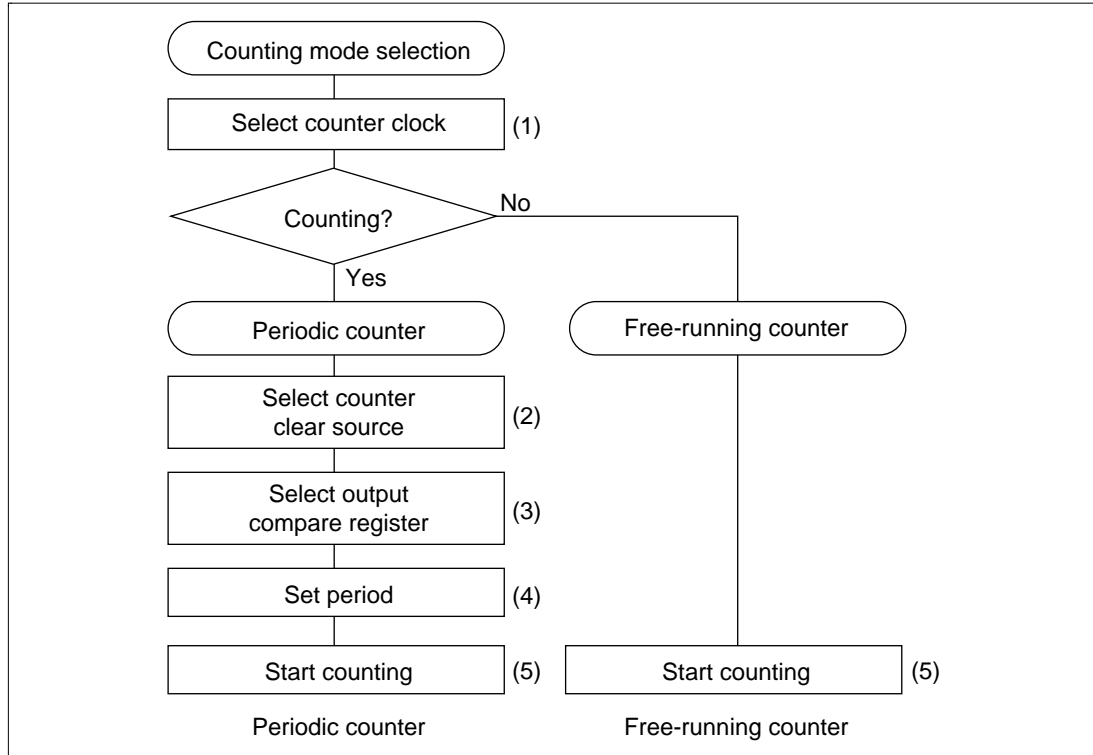 Counting mode selection
Select counter clock
(1)
Counting?
No
Yes
Periodic counter
Free-running counter
Select counter
clear source
(2)
Select output
compare register
(3)
Set period
(4)
Start counting
(5)
Start counting
(5)
Periodic counter
Free-running counter